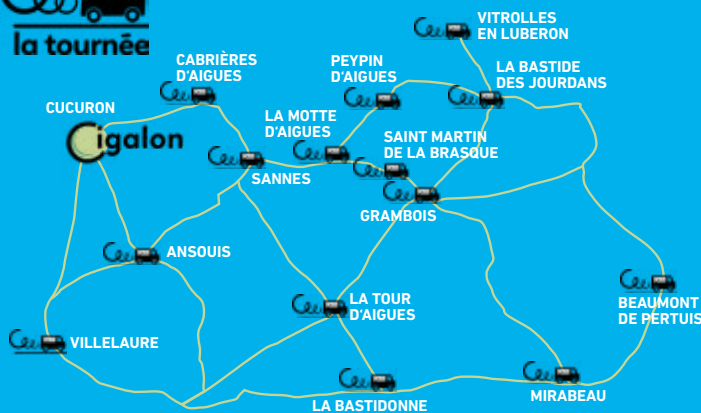 la tournée
VITROLLES
EN LUBERON
CABRIÈRES
D'AIGUES
PEYPIN
D'AIGUES
LA BASTIDE
DES JOURDANS
CUCURON
Cigalon
LA MOTTE
D'AIGUES
SAINT MARTIN
DE LA BRASQUE
SANNES
GRAMBOIS
ANSOUIS
LA TOUR
D'AIGUES
BEAUMONT
DE PERTUIS
VILLELAURE
MIRABEAU
LA BASTIDONNE